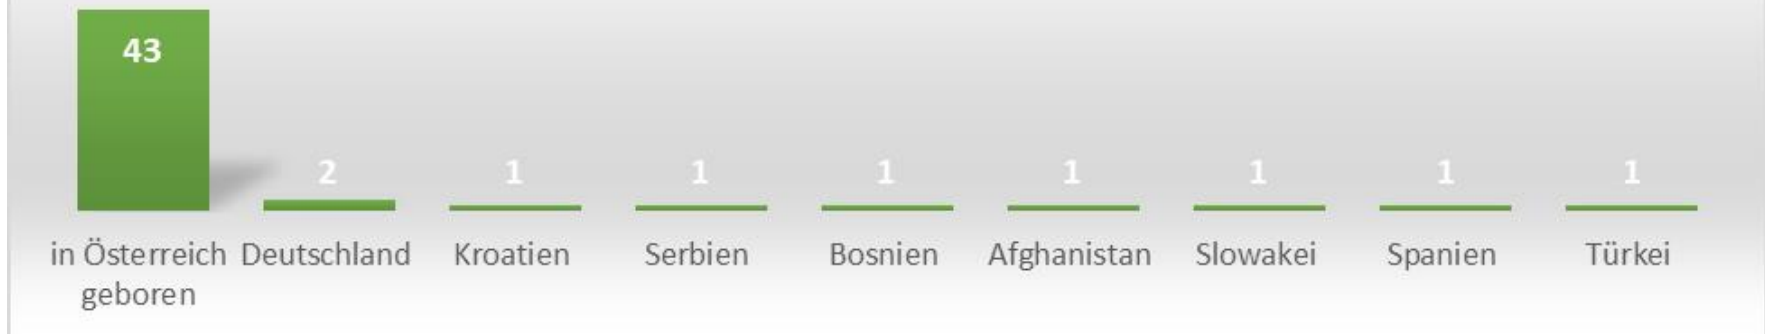 43
2 1 1 1 1 1 1 1
in Österreich Deutschland Kroatien Serbien Bosnien Afghanistan Slowakei Spanien Türkei
geboren